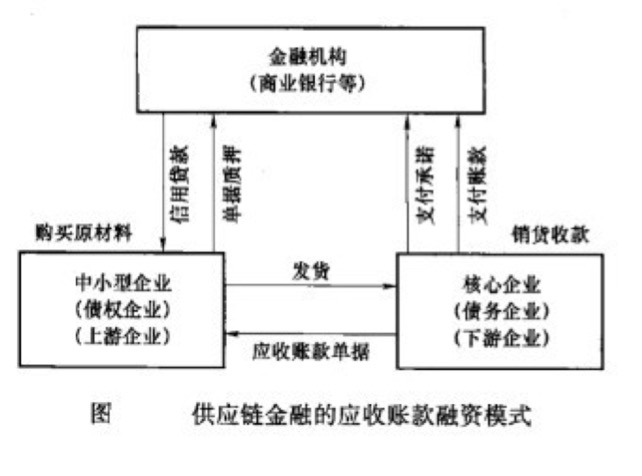 金融机构
(商业银行等)
信用贷款
单据质押
支付承诺
支付账款
购买原材料
销货收款
中小型企业
(债权企业)
(上游企业)
发货
应收账款单据
核心企业
(债务企业)
(下游企业)
图 供应链金融的应收账款融资模式